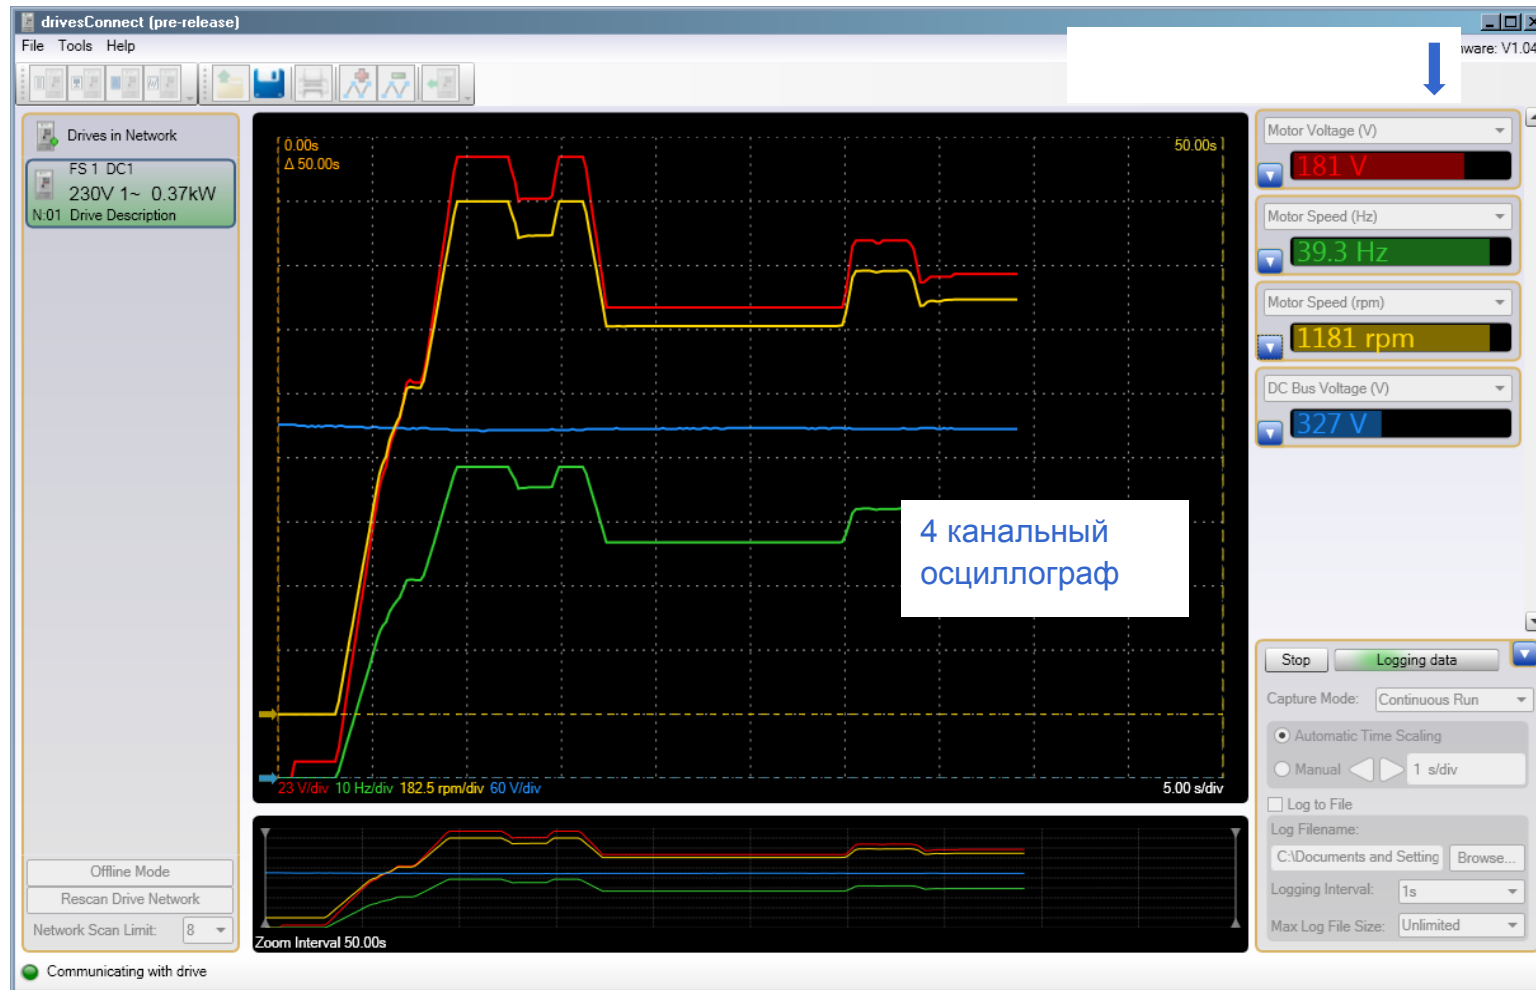 drivesConnect (pre-release)
File Tools Help
V1.04
Drives in Network
FS 1 DC1
230V 1~ 0.37kW
N:01 Drive Description
0.00s
Δ 50.00s
50.00s
23 V/div 10 Hz/div 182.5 rpm/div 60 V/div
5.00 s/div
4 канальный
осциллограф
Zoom Interval 50.00s
Motor Voltage (V)
181 V
Motor Speed (Hz)
39.3 Hz
Motor Speed (rpm)
1181 rpm
DC Bus Voltage (V)
327 V
Stop Logging data
Capture Mode: Continuous Run
Automatic Time Scaling
Manual 1 s/div
Log to File
Log Filename:
C:\Documents and Setting Browse...
Logging Interval: 1s
Max Log File Size: Unlimited
Offline Mode
Rescan Drive Network
Network Scan Limit: 8
Communicating with drive